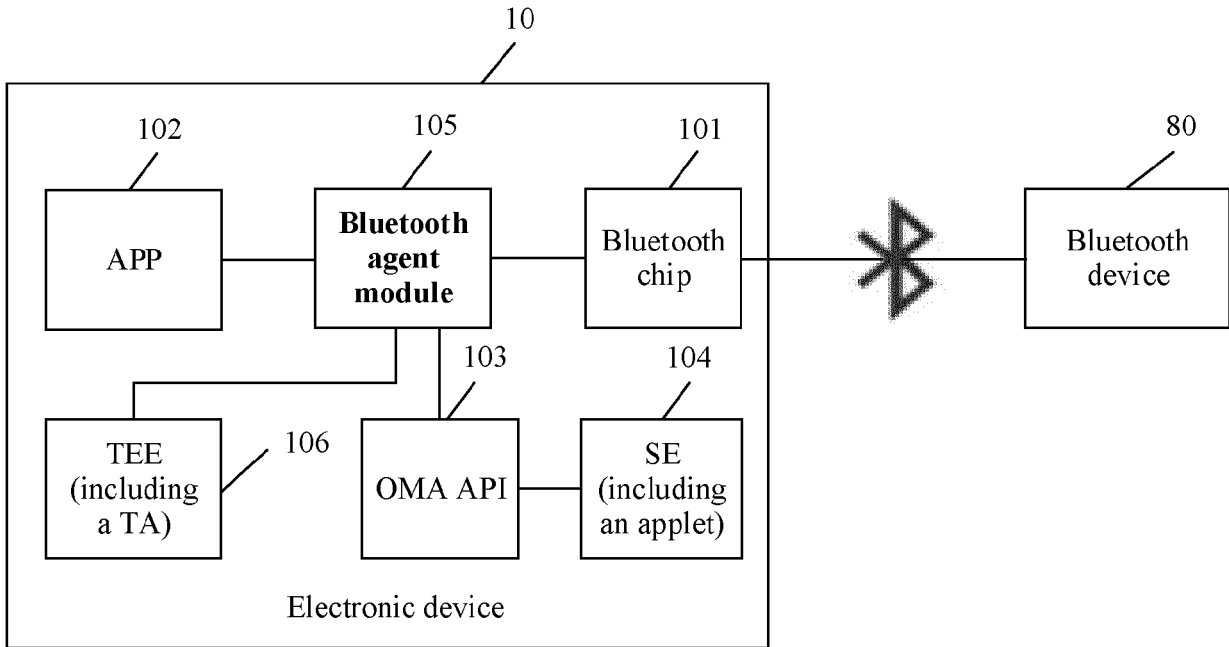 10
102
105
101
80
APP
Bluetooth
agent
module
Bluetooth
chip
Bluetooth
device
103
104
TEE
(including
a TA)
106
OMA API
SE
(including
an applet)
Electronic device